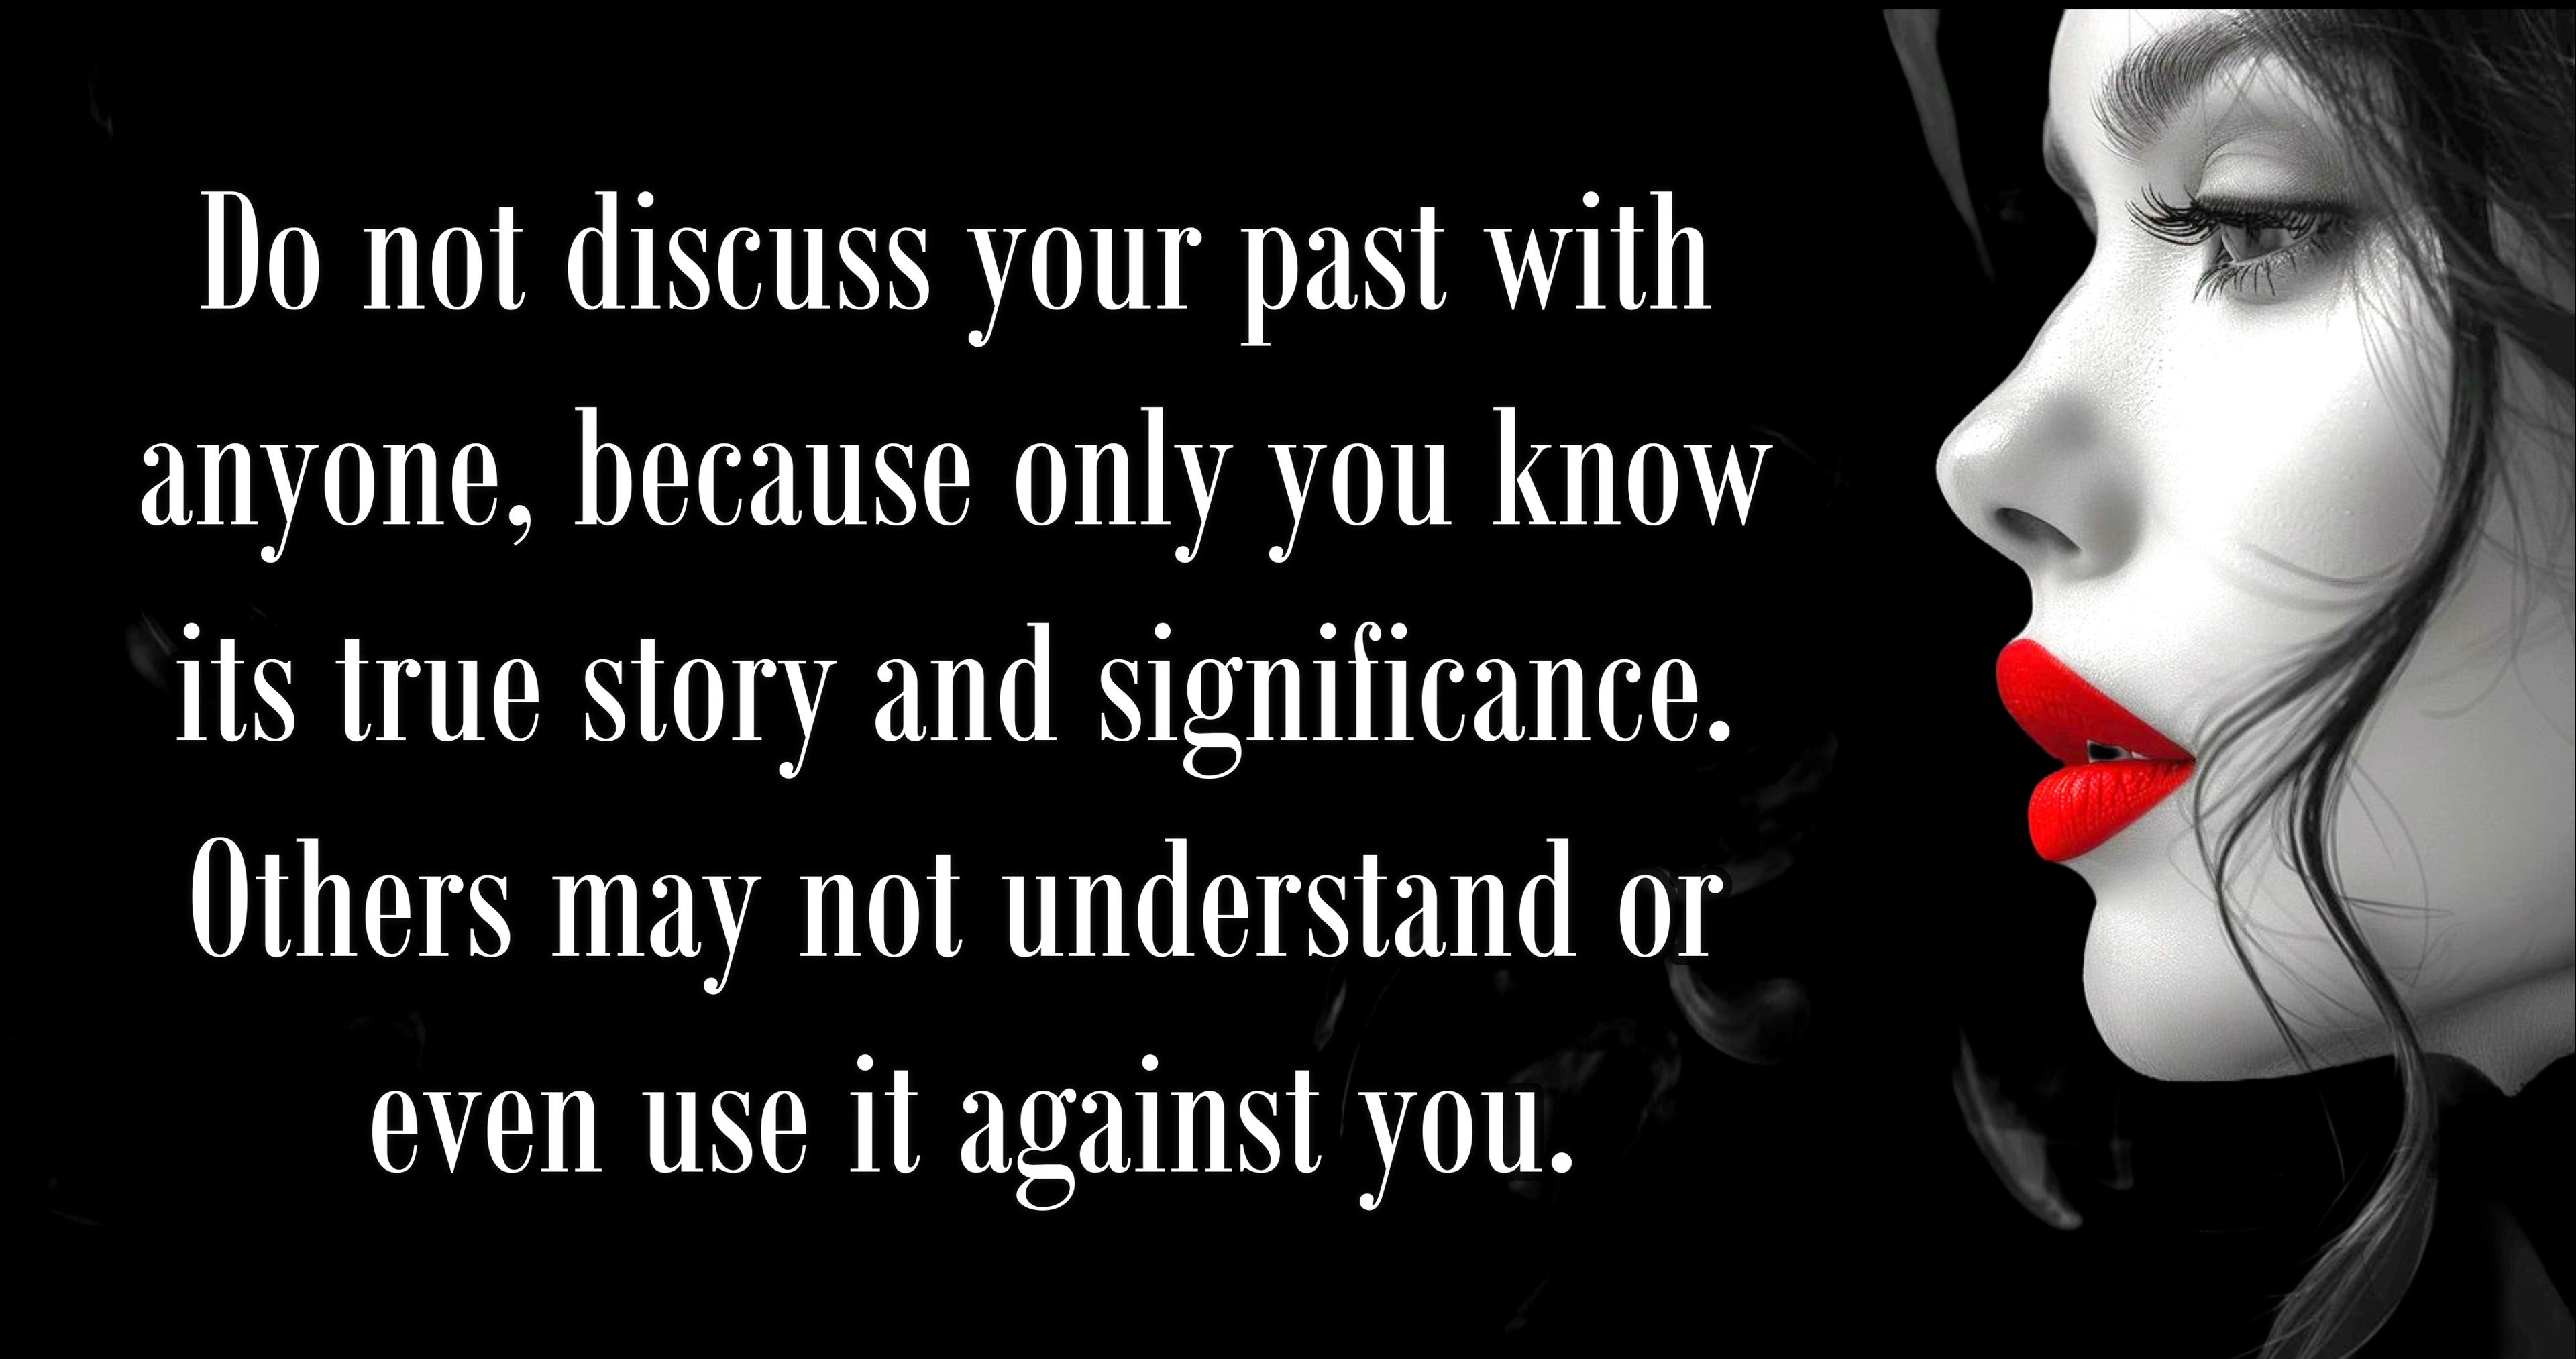 Do not discuss your past with
anyone, because only you know
its true story and significance.
Others may not understand or
even use it against you.